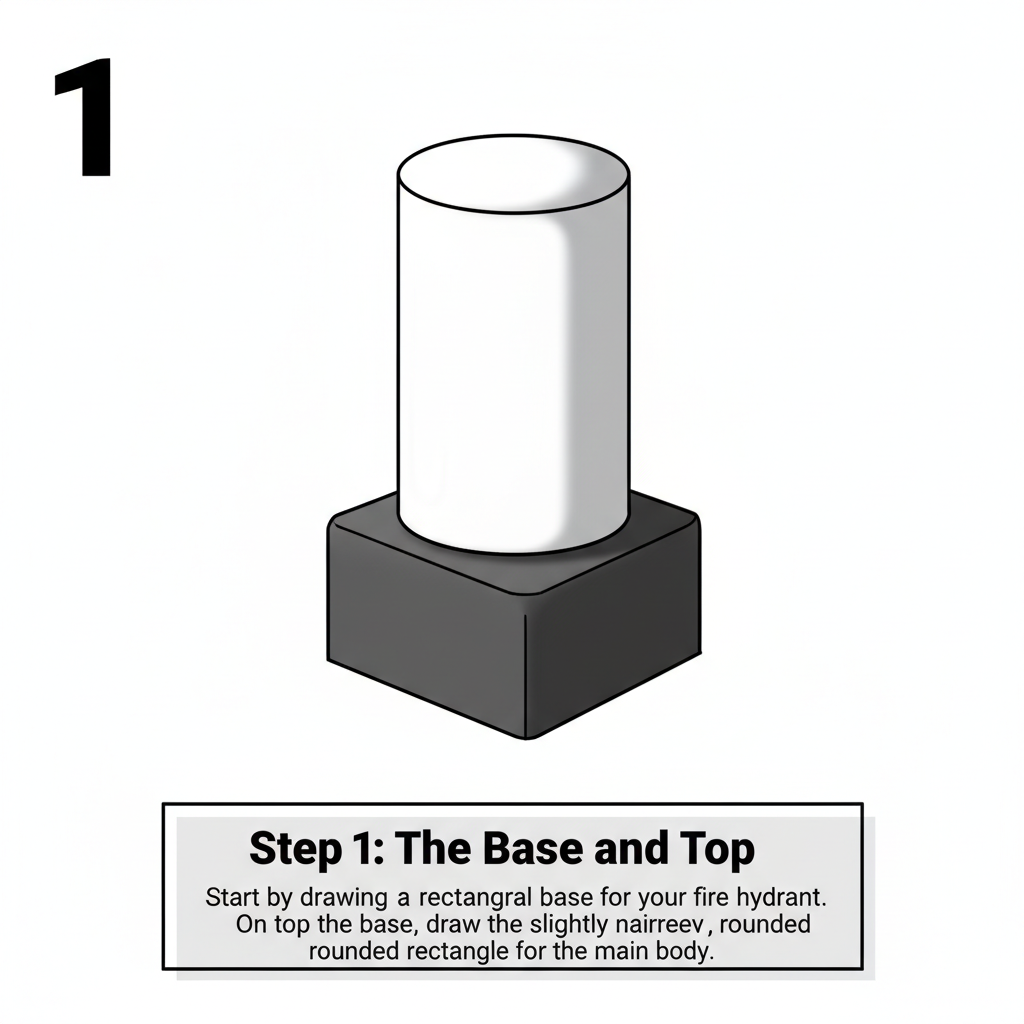 1
Step 1: The Base and Top
Start by drawing a rectangral base for your fire hydrant.
On top the base, draw the slightly nairreev, rounded
rounded rectangle for the main body.